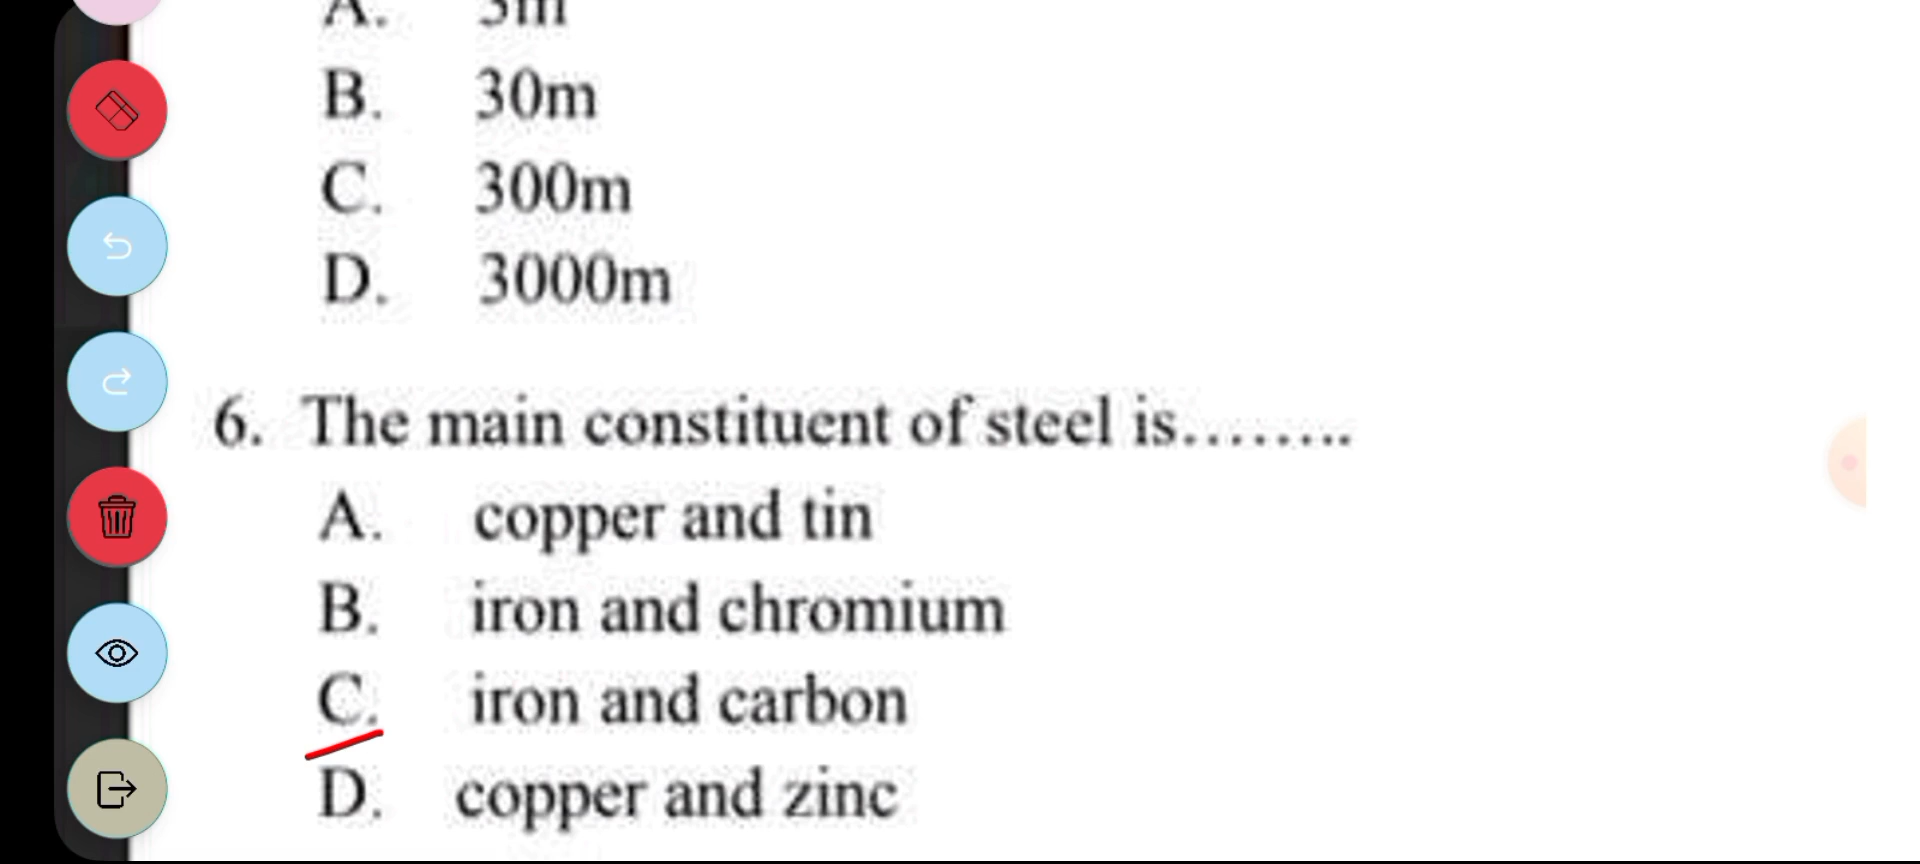 A. 3m
B. 30m
C. 300m
D. 3000m
6. The main constituent of steel is........
A. copper and tin
B. iron and chromium
C. iron and carbon
D. copper and zinc